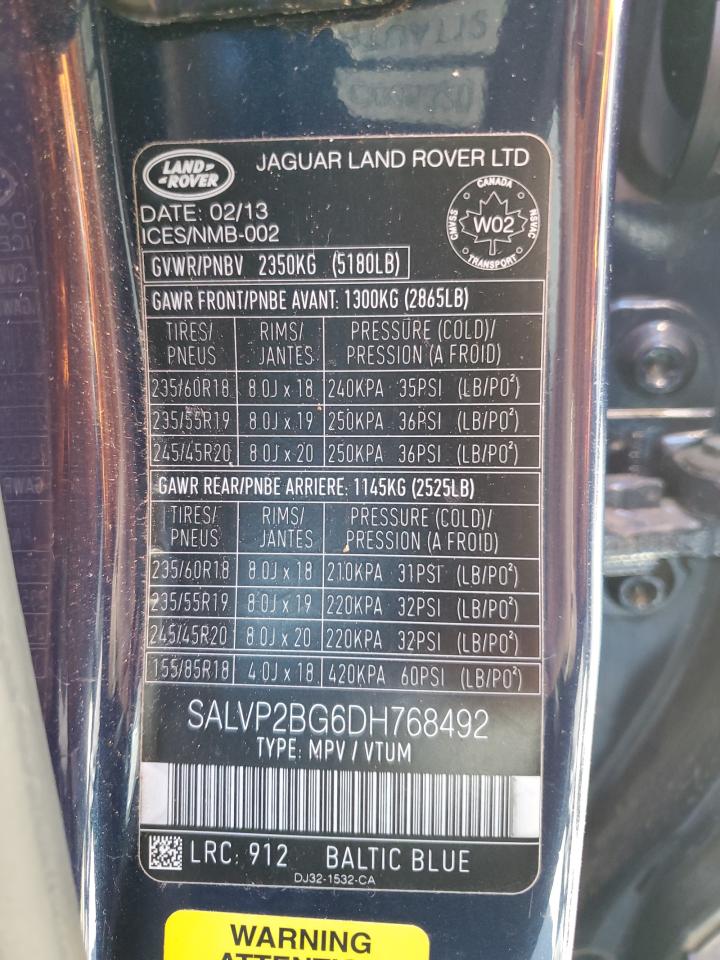 LAND ROVER
JAGUAR LAND ROVER LTD
CANADA
CMVSS
W02
NSVAC
TRANSPORT
DATE: 02/13
ICES/NMB-002
GVWR/PNBV 2350KG (5180LB)
GAWR FRONT/PNBE AVANT: 1300KG (2865LB)
TIRES/ RIMS/ PRESSURE (COLD)/
PNEUS JANTES PRESSION (A FROID)
235/60R18 8.0J x 18 240KPA 35PSI (LB/PO²)
235/55R19 8.0J x 19 250KPA 36PSI (LB/PO²)
245/45R20 8.0J x 20 250KPA 36PSI (LB/PO²)
GAWR REAR/PNBE ARRIERE: 1145KG (2525LB)
TIRES/ RIMS/ PRESSURE (COLD)/
PNEUS JANTES PRESSION (A FROID)
235/60R18 8.0J x 18 210KPA 31PSI (LB/PO²)
235/55R19 8.0J x 19 220KPA 32PSI (LB/PO²)
245/45R20 8.0J x 20 220KPA 32PSI (LB/PO²)
155/85R18 4.0J x 18 420KPA 60PSI (LB/PO²)
SALVP2BG6DH768492
TYPE: MPV / VTUM
LRC: 912 BALTIC BLUE
DJ32-1532-CA
WARNING
ATTENTION